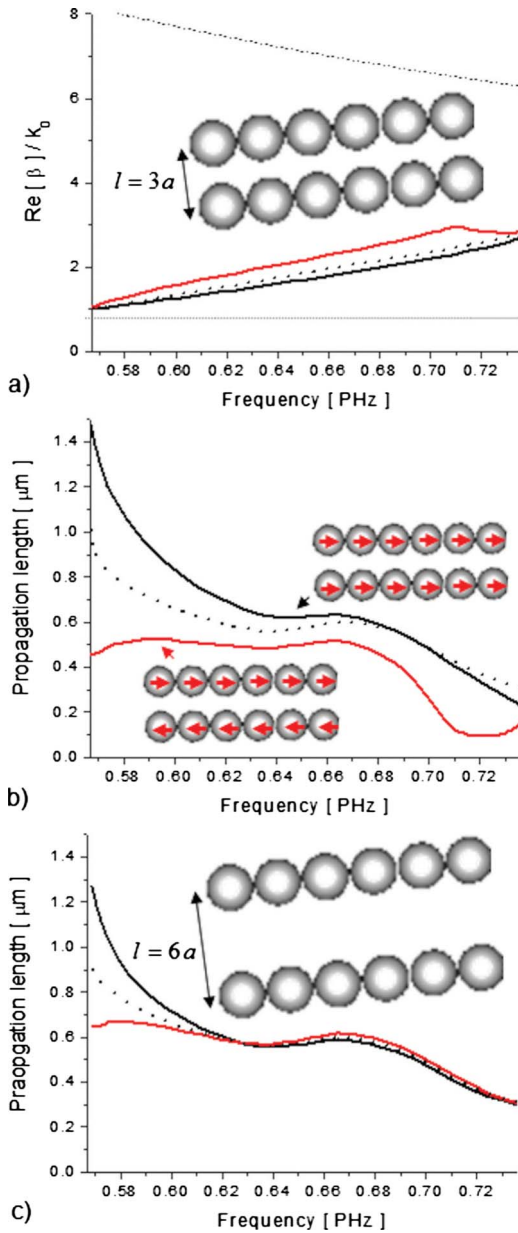 8
6
4
2
0
Re [ β ] / k₀
l = 3a
0.58 0.60 0.62 0.64 0.66 0.68 0.70 0.72
Frequency [ PHz ]
a)
1.4
1.2
1.0
0.8
0.6
0.4
0.2
0.0
Propagation length [ μm ]
0.58 0.60 0.62 0.64 0.66 0.68 0.70 0.72
Frequency [ PHz ]
b)
1.4
1.2
1.0
0.8
0.6
0.4
0.2
0.0
Praopgation length [ μm ]
l = 6a
0.58 0.60 0.62 0.64 0.66 0.68 0.70 0.72
Frequency [ PHz ]
c)